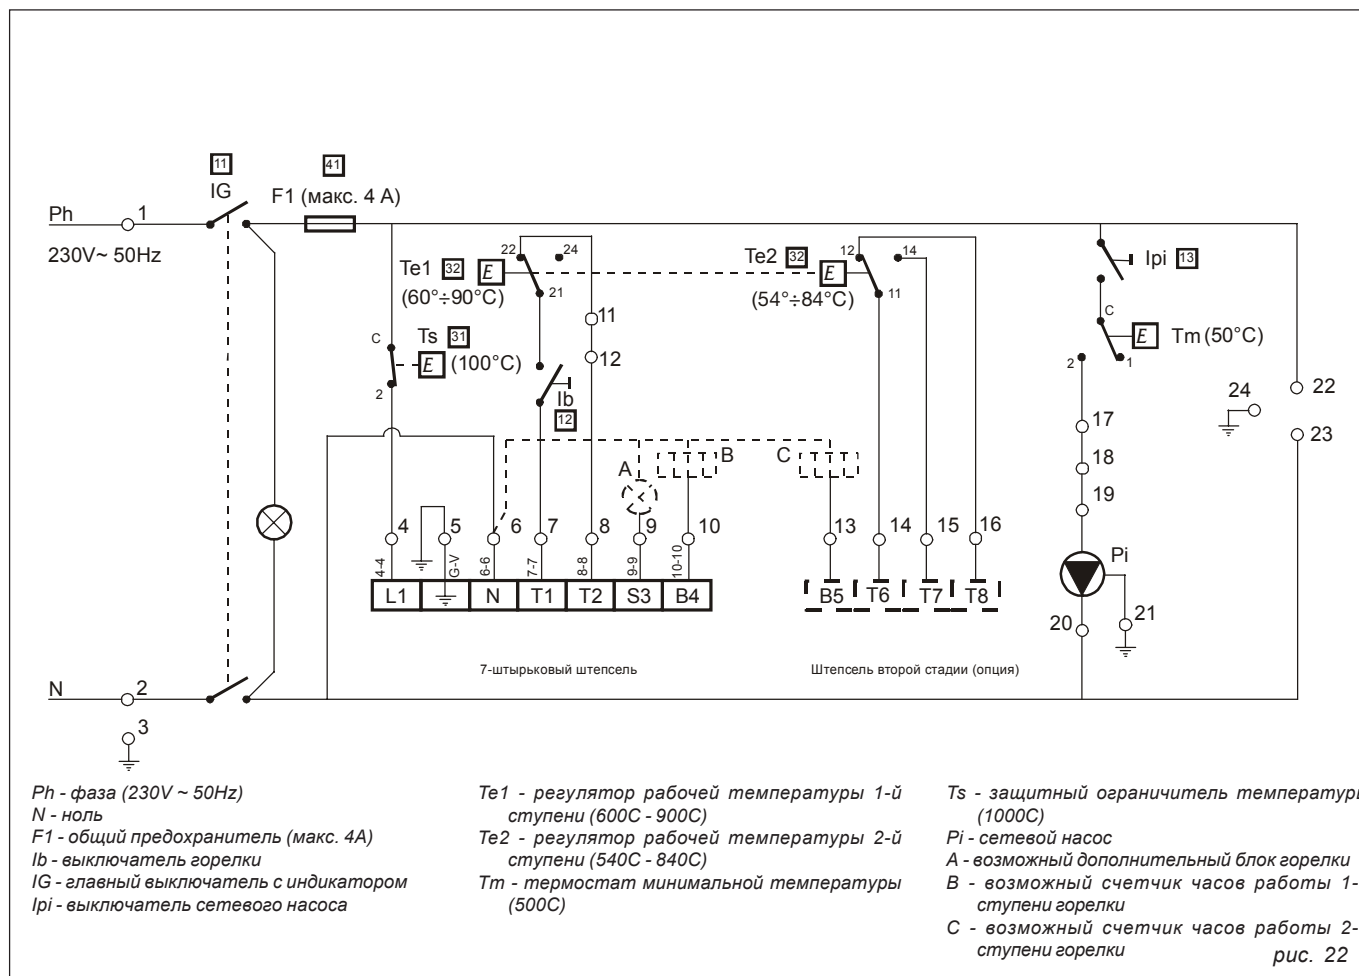 11
41
IG
F1 (макс. 4 A)
Ph
1
230V~ 50Hz
22
24
Te1 32
E
(60°÷90°C)
21
12
14
Te2 32
E
(54°÷84°C)
11
Ipi 13
C
E
Tm (50°C)
2
1
11
12
C
Ts 31
E
(100°C)
2
Ib
12
24
22
23
17
18
19
A
B
C
4
5
6
7
8
9
10
13
14
15
16
4-4
G-V
6-6
7-7
8-8
9-9
10-10
L1
N
T1
T2
S3
B4
B5
T6
T7
T8
Pi
20
21
7-штырьковый штепсель
Штепсель второй стадии (опция)
N
2
3
Ph - фаза (230V ~ 50Hz)
N - ноль
F1 - общий предохранитель (макс. 4A)
Ib - выключатель горелки
IG - главный выключатель с индикатором
Ipi - выключатель сетевого насоса
Te1 - регулятор рабочей температуры 1-й
ступени (600C - 900C)
Te2 - регулятор рабочей температуры 2-й
ступени (540C - 840C)
Tm - термостат минимальной температуры
(500C)
Ts - защитный ограничитель температуры
(1000C)
Pi - сетевой насос
A - возможный дополнительный блок горелки
B - возможный счетчик часов работы 1-
ступени горелки
C - возможный счетчик часов работы 2-
ступени горелки
рис. 22